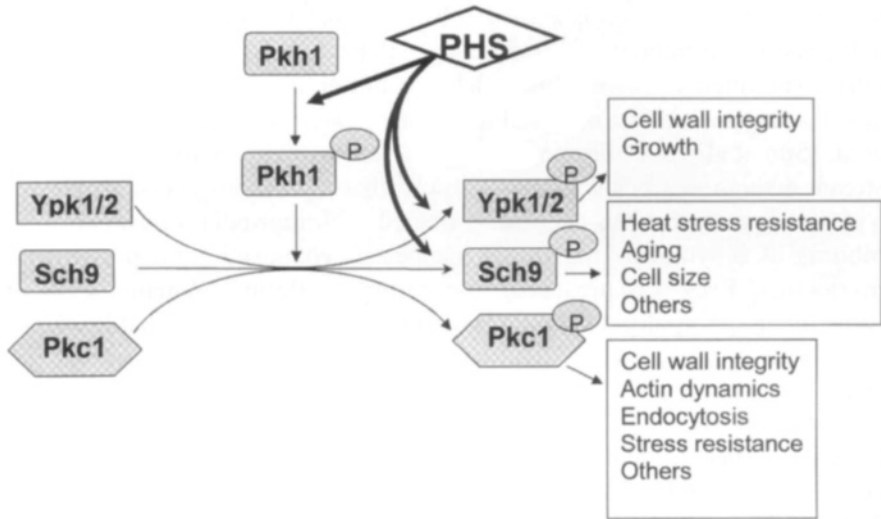 PHS
Pkh1
P
Pkh1
Ypk1/2
Sch9
Pkc1
P
Ypk1/2
P
Sch9
P
Pkc1
Cell wall integrity
Growth
Heat stress resistance
Aging
Cell size
Others
Cell wall integrity
Actin dynamics
Endocytosis
Stress resistance
Others